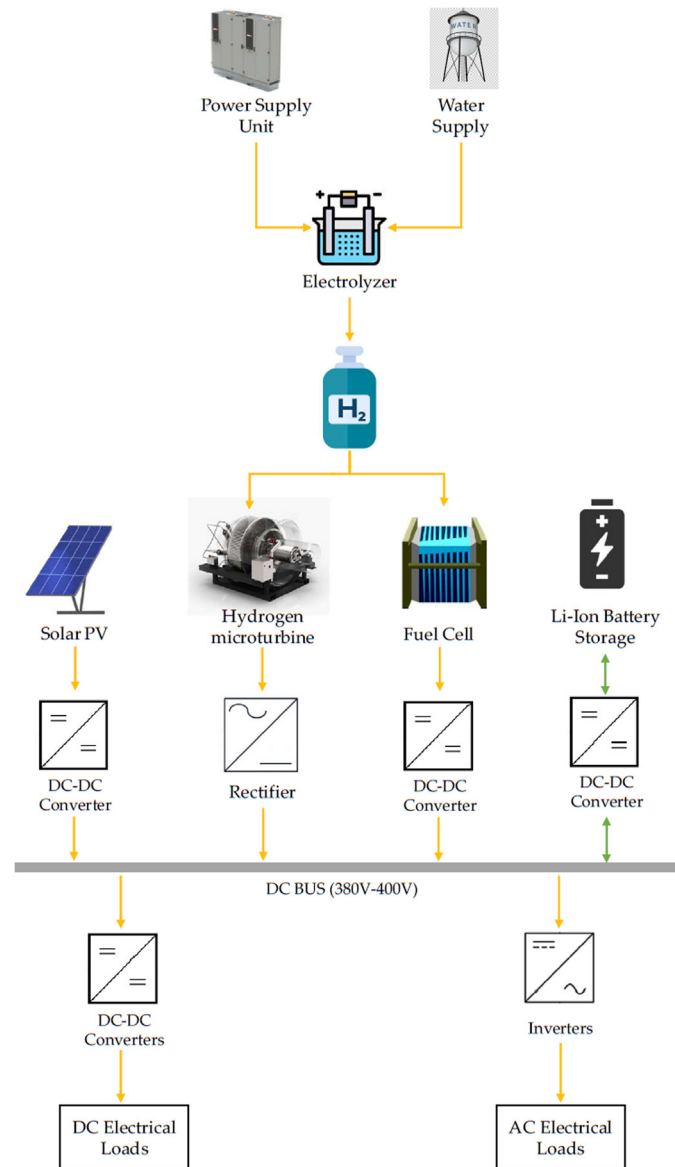 WATER
Power Supply
Unit
Water
Supply
+ −
Electrolyzer
H₂
Solar PV
Hydrogen
microturbine
Fuel Cell
Li-Ion Battery
Storage
DC-DC
Converter
Rectifier
DC-DC
Converter
DC-DC
Converter
DC BUS (380V-400V)
DC-DC
Converters
Inverters
DC Electrical
Loads
AC Electrical
Loads